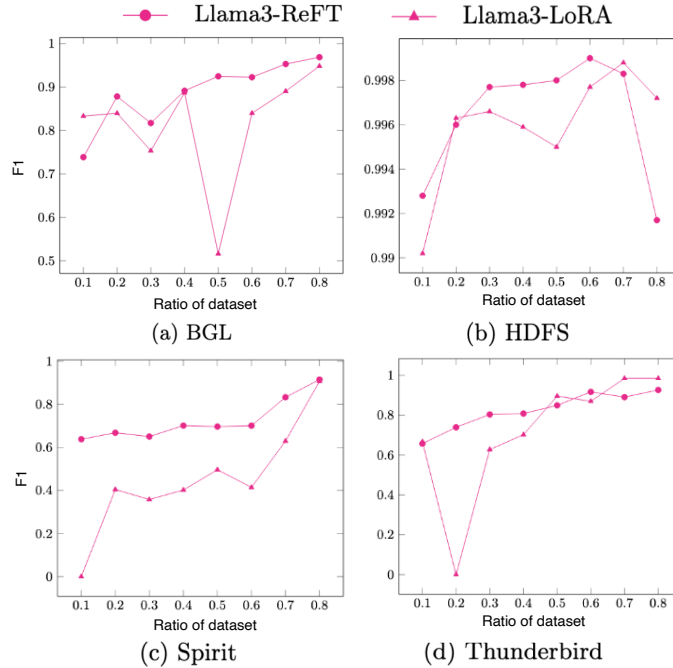 Llama3-ReFT Llama3-LoRA
1
0.9
0.8
0.7
0.6
0.5
F1
0.1 0.2 0.3 0.4 0.5 0.6 0.7 0.8
Ratio of dataset
(a) BGL
0.998
0.996
0.994
0.992
0.99
0.1 0.2 0.3 0.4 0.5 0.6 0.7 0.8
Ratio of dataset
(b) HDFS
1
0.8
0.6
0.4
0.2
0
F1
0.1 0.2 0.3 0.4 0.5 0.6 0.7 0.8
Ratio of dataset
(c) Spirit
1
0.8
0.6
0.4
0.2
0
0.1 0.2 0.3 0.4 0.5 0.6 0.7 0.8
Ratio of dataset
(d) Thunderbird